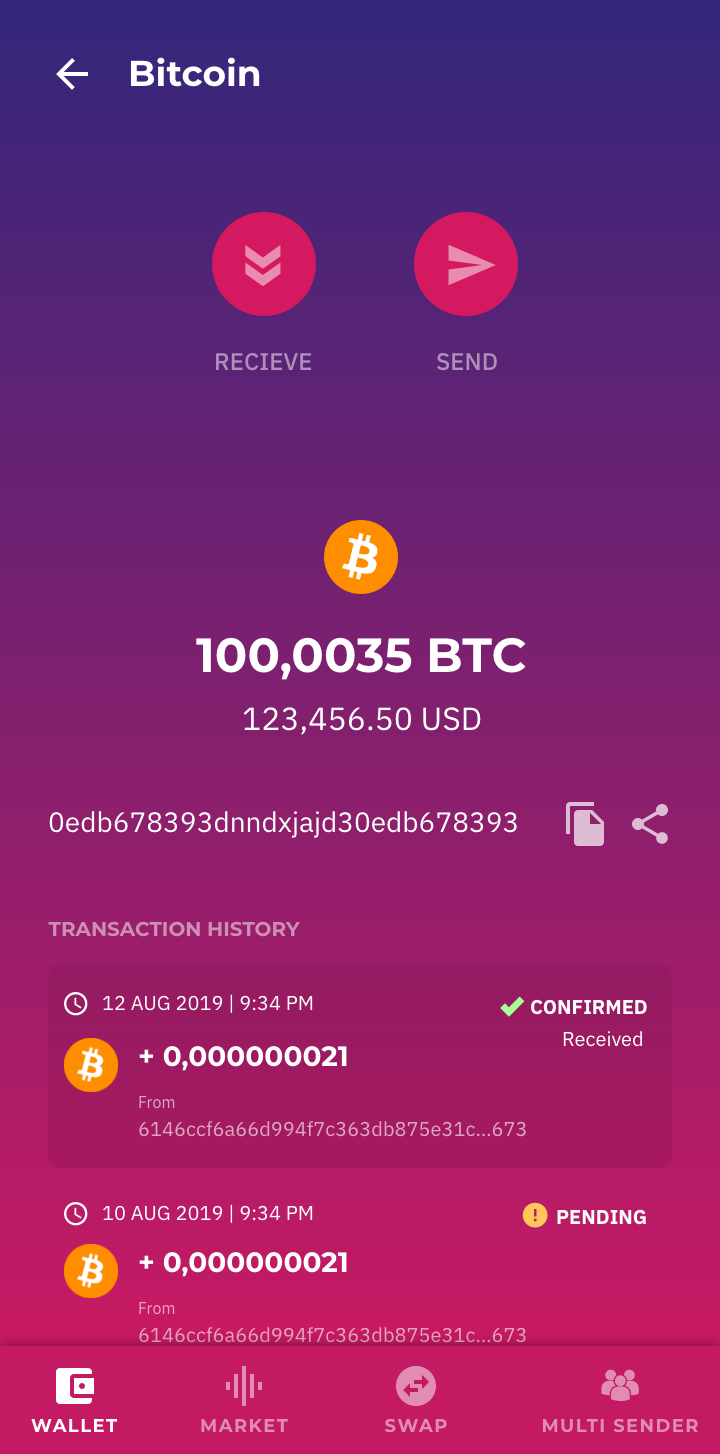 Bitcoin
RECIEVE
SEND
100,0035 BTC
123,456.50 USD
0edb678393dnndxjajd30edb678393
TRANSACTION HISTORY
12 AUG 2019 | 9:34 PM
CONFIRMED
Received
+ 0,000000021
From
6146ccf6a66d994f7c363db875e31c...673
10 AUG 2019 | 9:34 PM
PENDING
+ 0,000000021
From
6146ccf6a66d994f7c363db875e31c...673
WALLET
MARKET
SWAP
MULTI SENDER